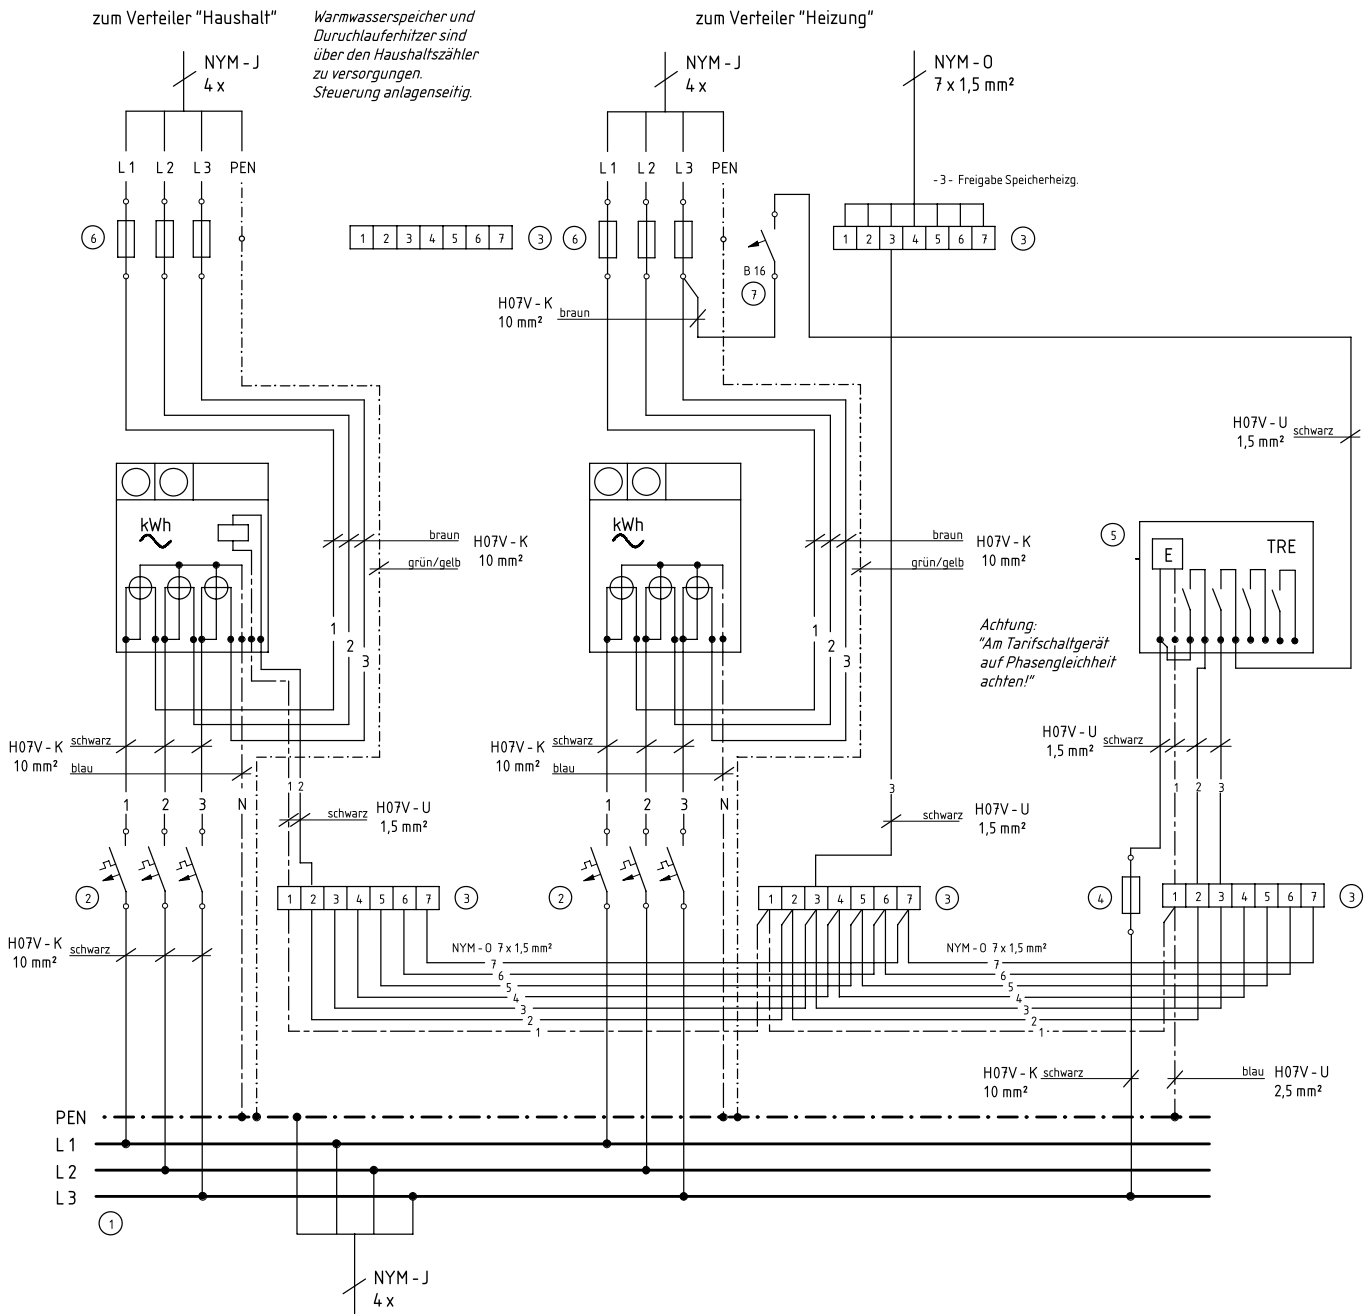 zum Verteiler "Haushalt"
Warmwasserspeicher und
Duruchlauferhitzer sind
über den Haushaltszähler
zu versorgungen.
Steuerung anlagenseitig.
zum Verteiler "Heizung"
NYM - J
4 x
NYM - J
4 x
NYM - O
7 x 1,5 mm²
L 1 L 2 L 3 PEN
L 1 L 2 L 3 PEN
- 3 - Freigabe Speicherheizg.
6
1 2 3 4 5 6 7
3
6
B 16
7
1 2 3 4 5 6 7
3
H07V - K
10 mm²
braun
H07V - U
1,5 mm²
schwarz
kWh
braun
H07V - K
10 mm²
grün/gelb
kWh
braun
H07V - K
10 mm²
grün/gelb
5
E
TRE
Achtung:
"Am Tarifschaltgerät
auf Phasengleichheit
achten!"
1
2
3
1
2
3
H07V - K
10 mm²
schwarz
blau
H07V - K
10 mm²
schwarz
blau
H07V - U
1,5 mm²
schwarz
1 2 3 N
1 2
schwarz
H07V - U
1,5 mm²
1 2 3 N
3
schwarz
H07V - U
1,5 mm²
1 2 3
2
1 2 3 4 5 6 7
3
2
1 2 3 4 5 6 7
3
4
1 2 3 4 5 6 7
3
H07V - K
10 mm²
schwarz
NYM - O 7 x 1,5 mm²
7
6
5
4
3
2
1
NYM - O 7 x 1,5 mm²
7
6
5
4
3
2
1
H07V - K
10 mm²
schwarz
blau
H07V - U
2,5 mm²
PEN
L 1
L 2
L 3
1
NYM - J
4 x